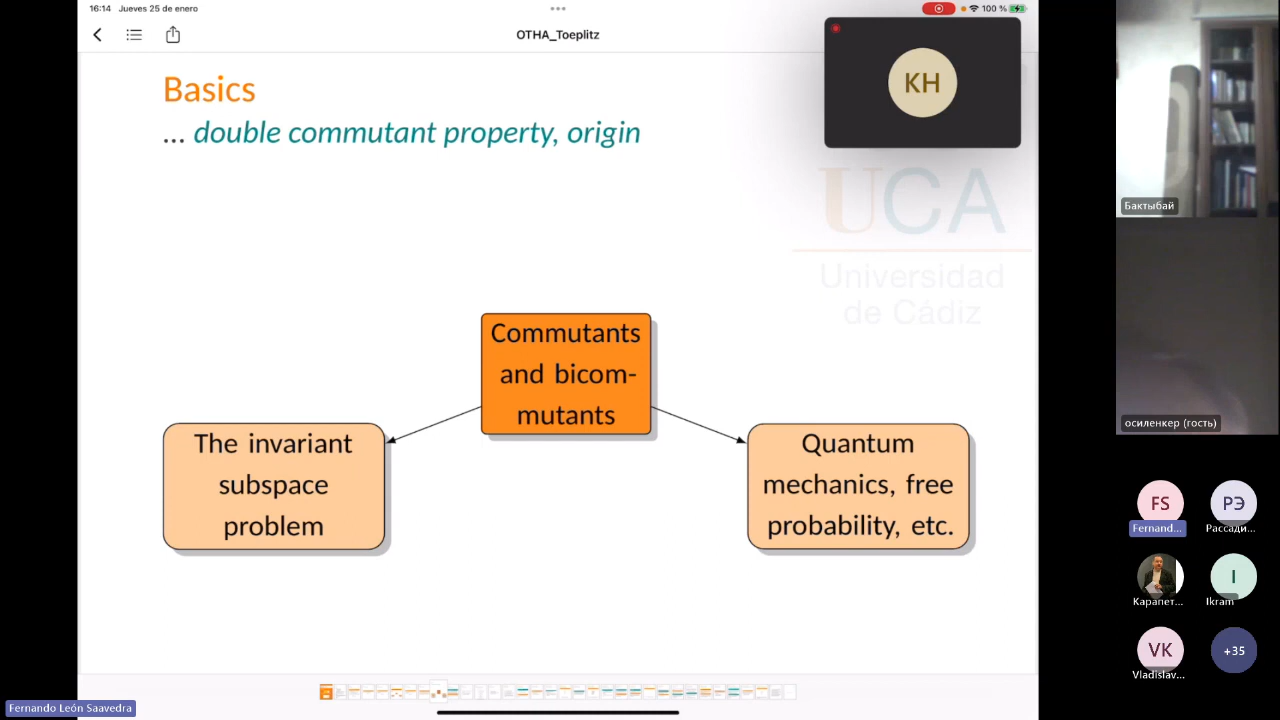 16:14 Jueves 25 de enero
100 %
OTHA_Toeplitz
KH
Basics
... double commutant property, origin
UCA
Universidad
de Cádiz
Commutants
and bicom-
mutants
The invariant
subspace
problem
Quantum
mechanics, free
probability, etc.
Бактыбай
осиленкер (гость)
FS
Fernand...
РЭ
Рассади...
Карапет...
I
Ikram
VK
Vladislav...
+35
Fernando León Saavedra